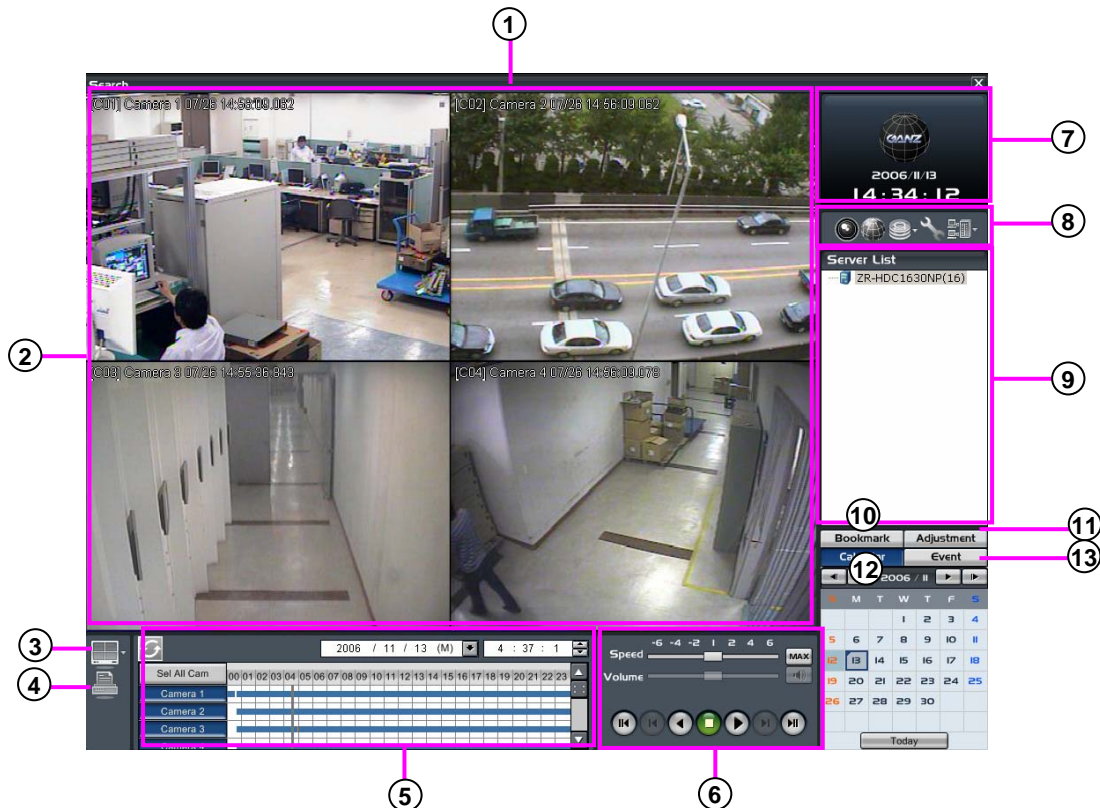 1
Search
[C01] Camera 1 07/26 14:56:09.062
[C02] Camera 2 07/26 14:56:09.062
[C03] Camera 3 07/26 14:55:36.343
[C04] Camera 4 07/26 14:56:09.078
GANZ
2006/11/13
14:34:12
7
8
Server List
ZR-HDC1630NP(16)
2
9
10
11
Bookmark Adjustment
Event
12
13
2006 / 11
S M T W T F S
1 2 3 4
5 6 7 8 9 10 11
12 13 14 15 16 17 18
19 20 21 22 23 24 25
26 27 28 29 30
Today
3
4
2006 / 11 / 13 (M) 4 : 37 : 1
Sel All Cam 00 01 02 03 04 05 06 07 08 09 10 11 12 13 14 15 16 17 18 19 20 21 22 23
Camera 1
Camera 2
Camera 3
Camera 4
-6 -4 -2 1 2 4 6
Speed MAX
Volume
5
6